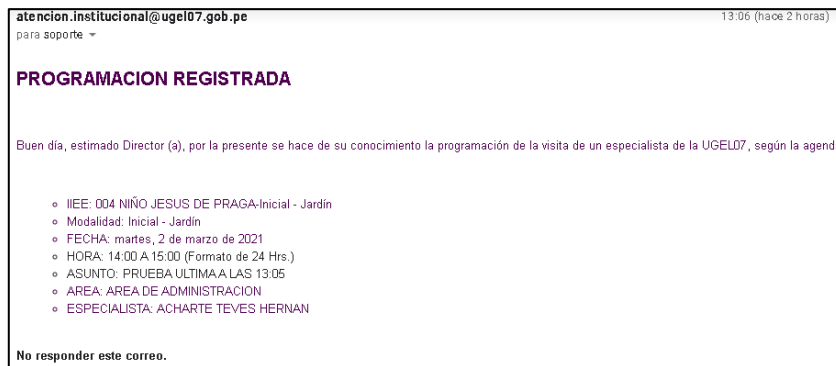 atencion.institucional@ugel07.gob.pe 13:06 (hace 2 horas)
para soporte
PROGRAMACION REGISTRADA
Buen día, estimado Director (a), por la presente se hace de su conocimiento la programación de la visita de un especialista de la UGEL07, según la agend
IIEE: 004 NIÑO JESUS DE PRAGA-Inicial - Jardín
Modalidad: Inicial - Jardín
FECHA: martes, 2 de marzo de 2021
HORA: 14:00 A 15:00 (Formato de 24 Hrs.)
ASUNTO: PRUEBA ULTIMA A LAS 13:05
AREA: AREA DE ADMINISTRACION
ESPECIALISTA: ACHARTE TEVES HERNAN
No responder este correo.